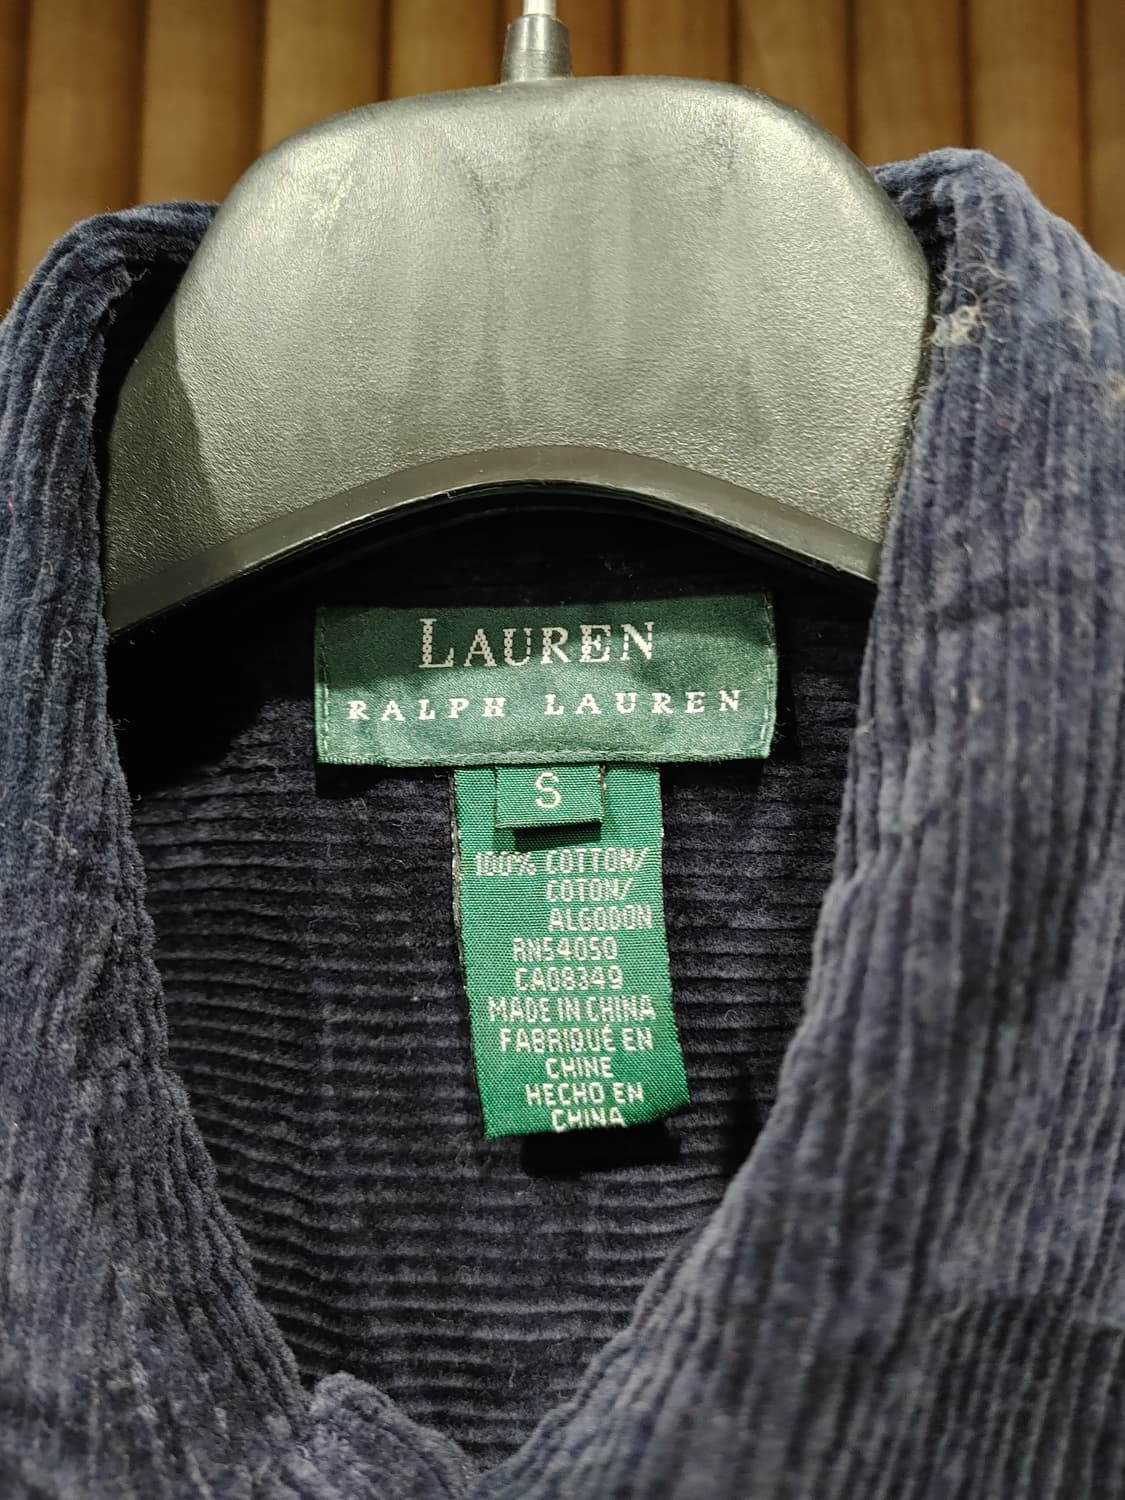 LAUREN
RALPH LAUREN
S
100% COTTON/
COTON/
ALGODON
RN54050
CA08349
MADE IN CHINA
FABRIQUÉ EN
CHINE
HECHO EN
CHINA